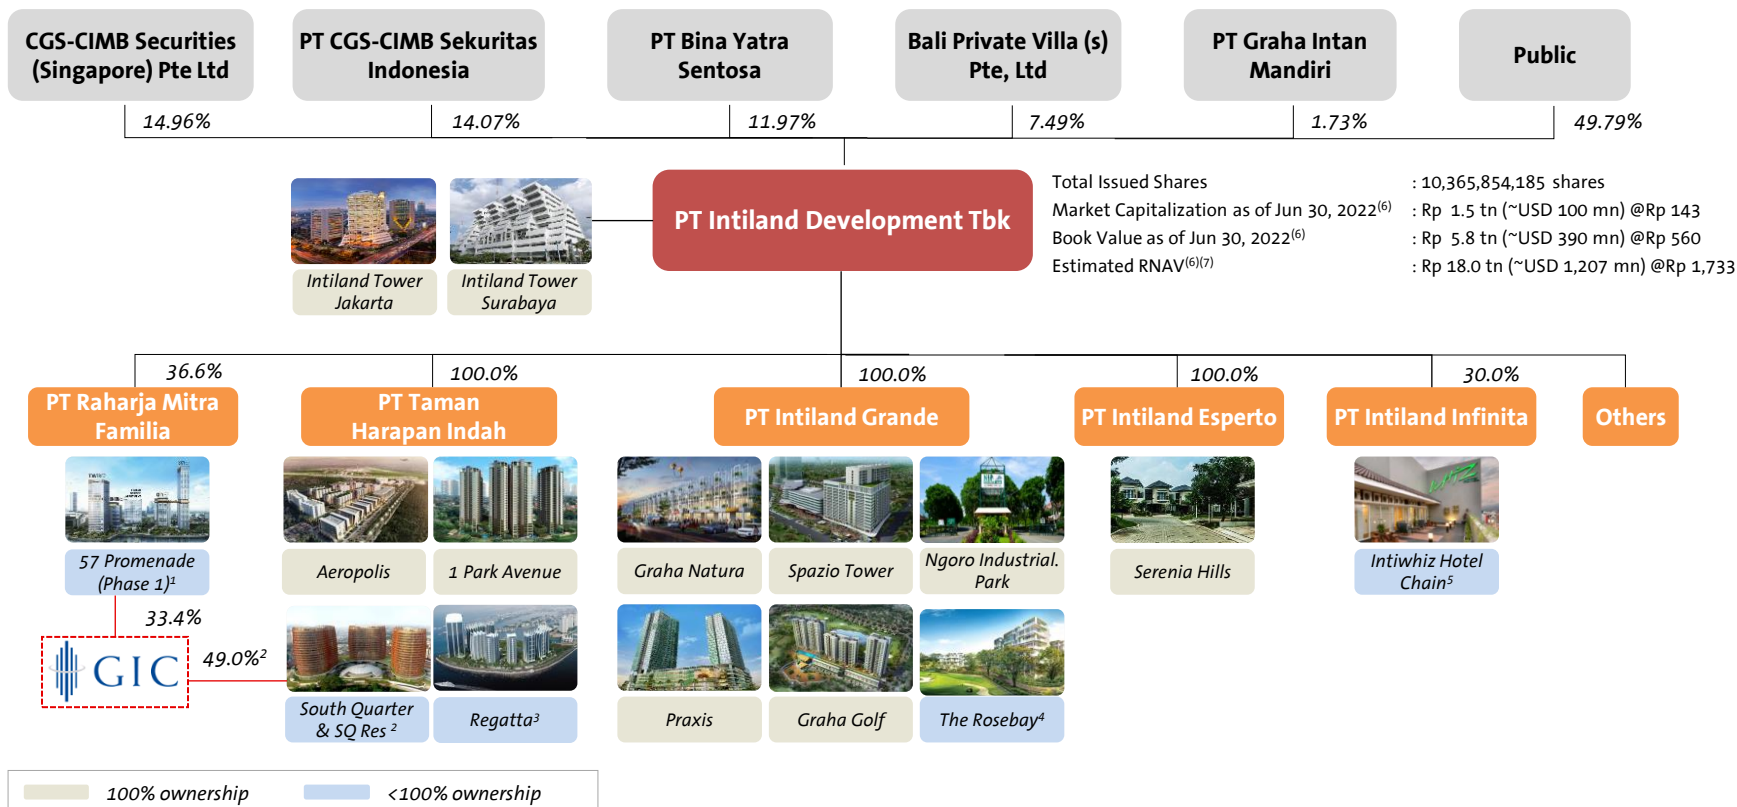 CGS-CIMB Securities
(Singapore) Pte Ltd
PT CGS-CIMB Sekuritas
Indonesia
PT Bina Yatra
Sentosa
Bali Private Villa (s)
Pte, Ltd
PT Graha Intan
Mandiri
Public
14.96%
14.07%
11.97%
7.49%
1.73%
49.79%
Intiland Tower
Jakarta
Intiland Tower
Surabaya
PT Intiland Development Tbk
Total Issued Shares : 10,365,854,185 shares
Market Capitalization as of Jun 30, 2022(6) : Rp 1.5 tn (~USD 100 mn) @Rp 143
Book Value as of Jun 30, 2022(6) : Rp 5.8 tn (~USD 390 mn) @Rp 560
Estimated RNAV(6)(7) : Rp 18.0 tn (~USD 1,207 mn) @Rp 1,733
36.6%
100.0%
100.0%
100.0%
30.0%
PT Raharja Mitra
Familia
PT Taman
Harapan Indah
PT Intiland Grande
PT Intiland Esperto
PT Intiland Infinita
Others
57 Promenade
(Phase 1)1
Aeropolis
1 Park Avenue
Graha Natura
Spazio Tower
Ngoro Industrial.
Park
Serenia Hills
Intiwhiz Hotel
Chain5
33.4%
GIC
49.0%2
South Quarter
& SQ Res 2
Regatta3
Praxis
Graha Golf
The Rosebay4
100% ownership
<100% ownership